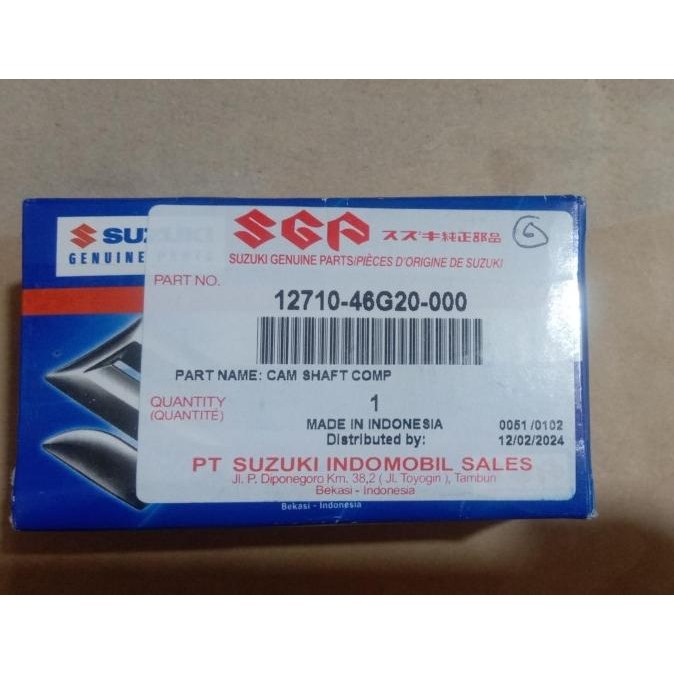 SUZUKI
GENUINE PARTS
SGP スズキ純正部品 6
SUZUKI GENUINE PARTS/PIÈCES D'ORIGINE DE SUZUKI
PART NO.
12710-46G20-000
PART NAME: CAM SHAFT COMP
QUANTITY 1
(QUANTITÉ)
MADE IN INDONESIA 0051 /0102
Distributed by: 12/02/2024
PT SUZUKI INDOMOBIL SALES
Jl. P. Diponegoro Km. 38,2 ( Jl. Toyogiri ), Tambun
Bekasi - Indonesia
Bekasi - Indonesia